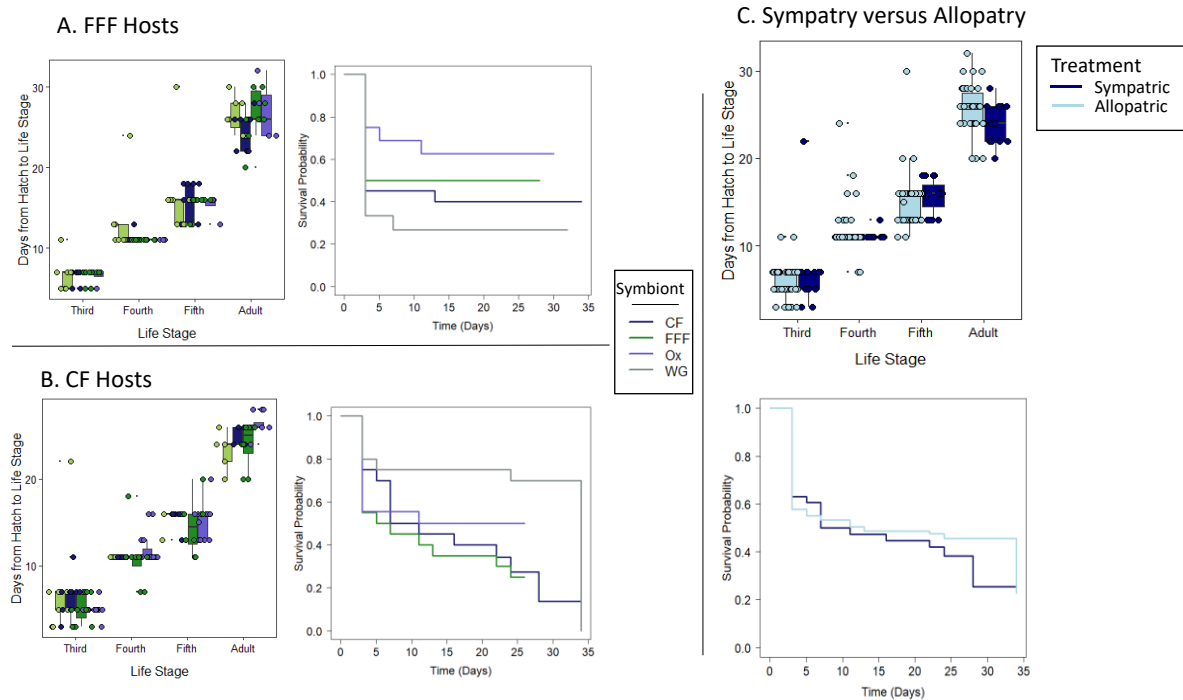 A. FFF Hosts
Days from Hatch to Life Stage
30
20
10
Third Fourth Fifth Adult
Life Stage
Survival Probability
1.0
0.8
0.6
0.4
0.2
0.0
0 5 10 15 20 25 30 35
Time (Days)
B. CF Hosts
Days from Hatch to Life Stage
20
10
Third Fourth Fifth Adult
Life Stage
Survival Probability
1.0
0.8
0.6
0.4
0.2
0.0
0 5 10 15 20 25 30 35
Time (Days)
Symbiont
CF
FFF
Ox
WG
C. Sympatry versus Allopatry
Days from Hatch to Life Stage
30
20
10
Third Fourth Fifth Adult
Life Stage
Treatment
Sympatric
Allopatric
Survival Probability
1.0
0.8
0.6
0.4
0.2
0.0
0 5 10 15 20 25 30 35
Time (Days)